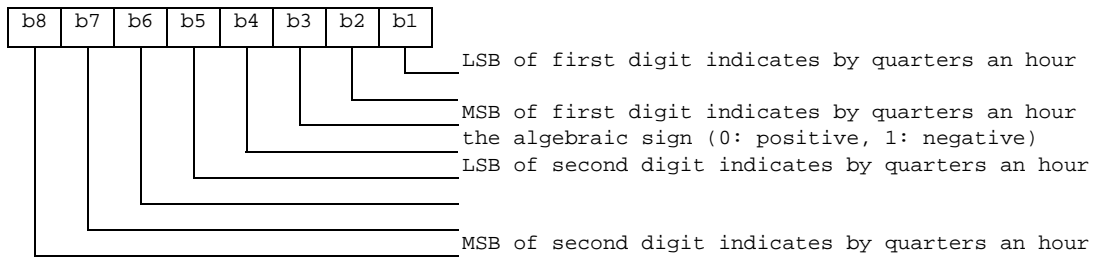 b8 b7 b6 b5 b4 b3 b2 b1
LSB of first digit indicates by quarters an hour
MSB of first digit indicates by quarters an hour
the algebraic sign (0: positive, 1: negative)
LSB of second digit indicates by quarters an hour
MSB of second digit indicates by quarters an hour